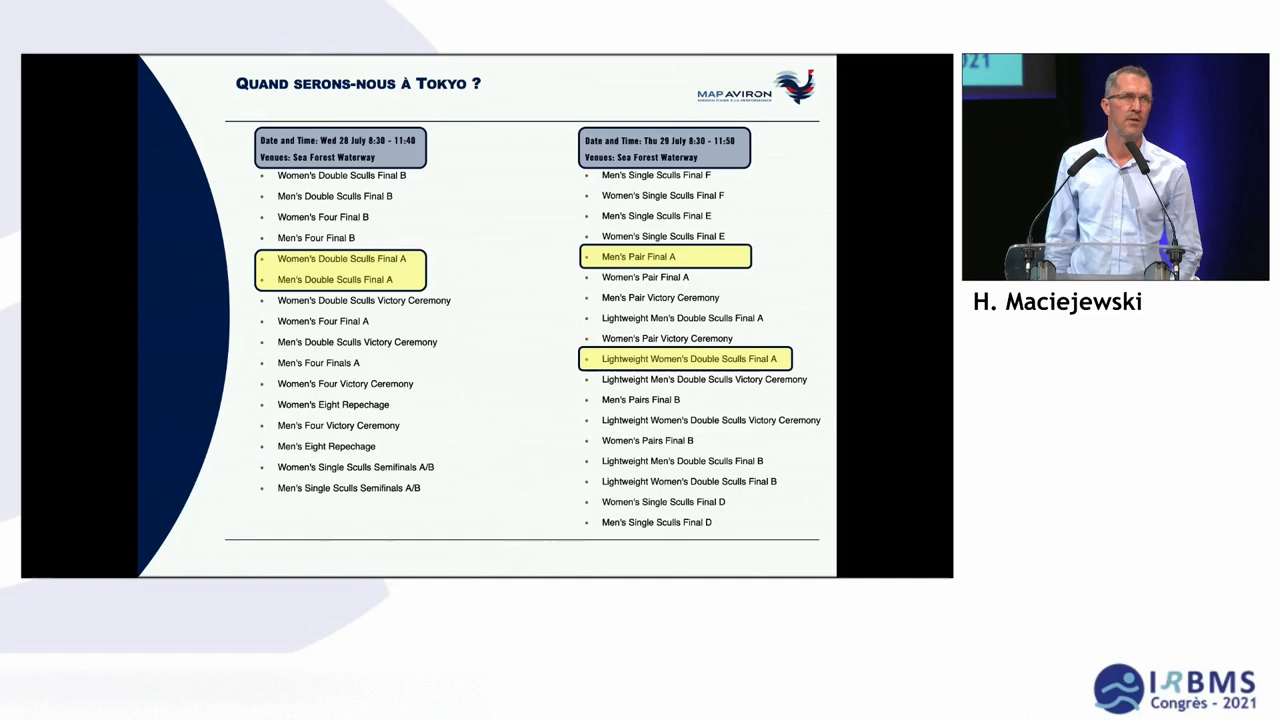 QUAND SERONS-NOUS À TOKYO ?
MAP AVIRON
MISSION D'AIDE À LA PERFORMANCE
Date and Time: Wed 28 July 8:30 - 11:40
Venues: Sea Forest Waterway
Women's Double Sculls Final B
Men's Double Sculls Final B
Women's Four Final B
Men's Four Final B
Women's Double Sculls Final A
Men's Double Sculls Final A
Women's Double Sculls Victory Ceremony
Women's Four Final A
Men's Double Sculls Victory Ceremony
Men's Four Finals A
Women's Four Victory Ceremony
Women's Eight Repechage
Men's Four Victory Ceremony
Men's Eight Repechage
Women's Single Sculls Semifinals A/B
Men's Single Sculls Semifinals A/B
Date and Time: Thu 29 July 8:30 - 11:50
Venues: Sea Forest Waterway
Men's Single Sculls Final F
Women's Single Sculls Final F
Men's Single Sculls Final E
Women's Single Sculls Final E
Men's Pair Final A
Women's Pair Final A
Men's Pair Victory Ceremony
Lightweight Men's Double Sculls Final A
Women's Pair Victory Ceremony
Lightweight Women's Double Sculls Final A
Lightweight Men's Double Sculls Victory Ceremony
Men's Pairs Final B
Lightweight Women's Double Sculls Victory Ceremony
Women's Pairs Final B
Lightweight Men's Double Sculls Final B
Lightweight Women's Double Sculls Final B
Women's Single Sculls Final D
Men's Single Sculls Final D
021
H. Maciejewski
IRBMS
Congrès - 2021